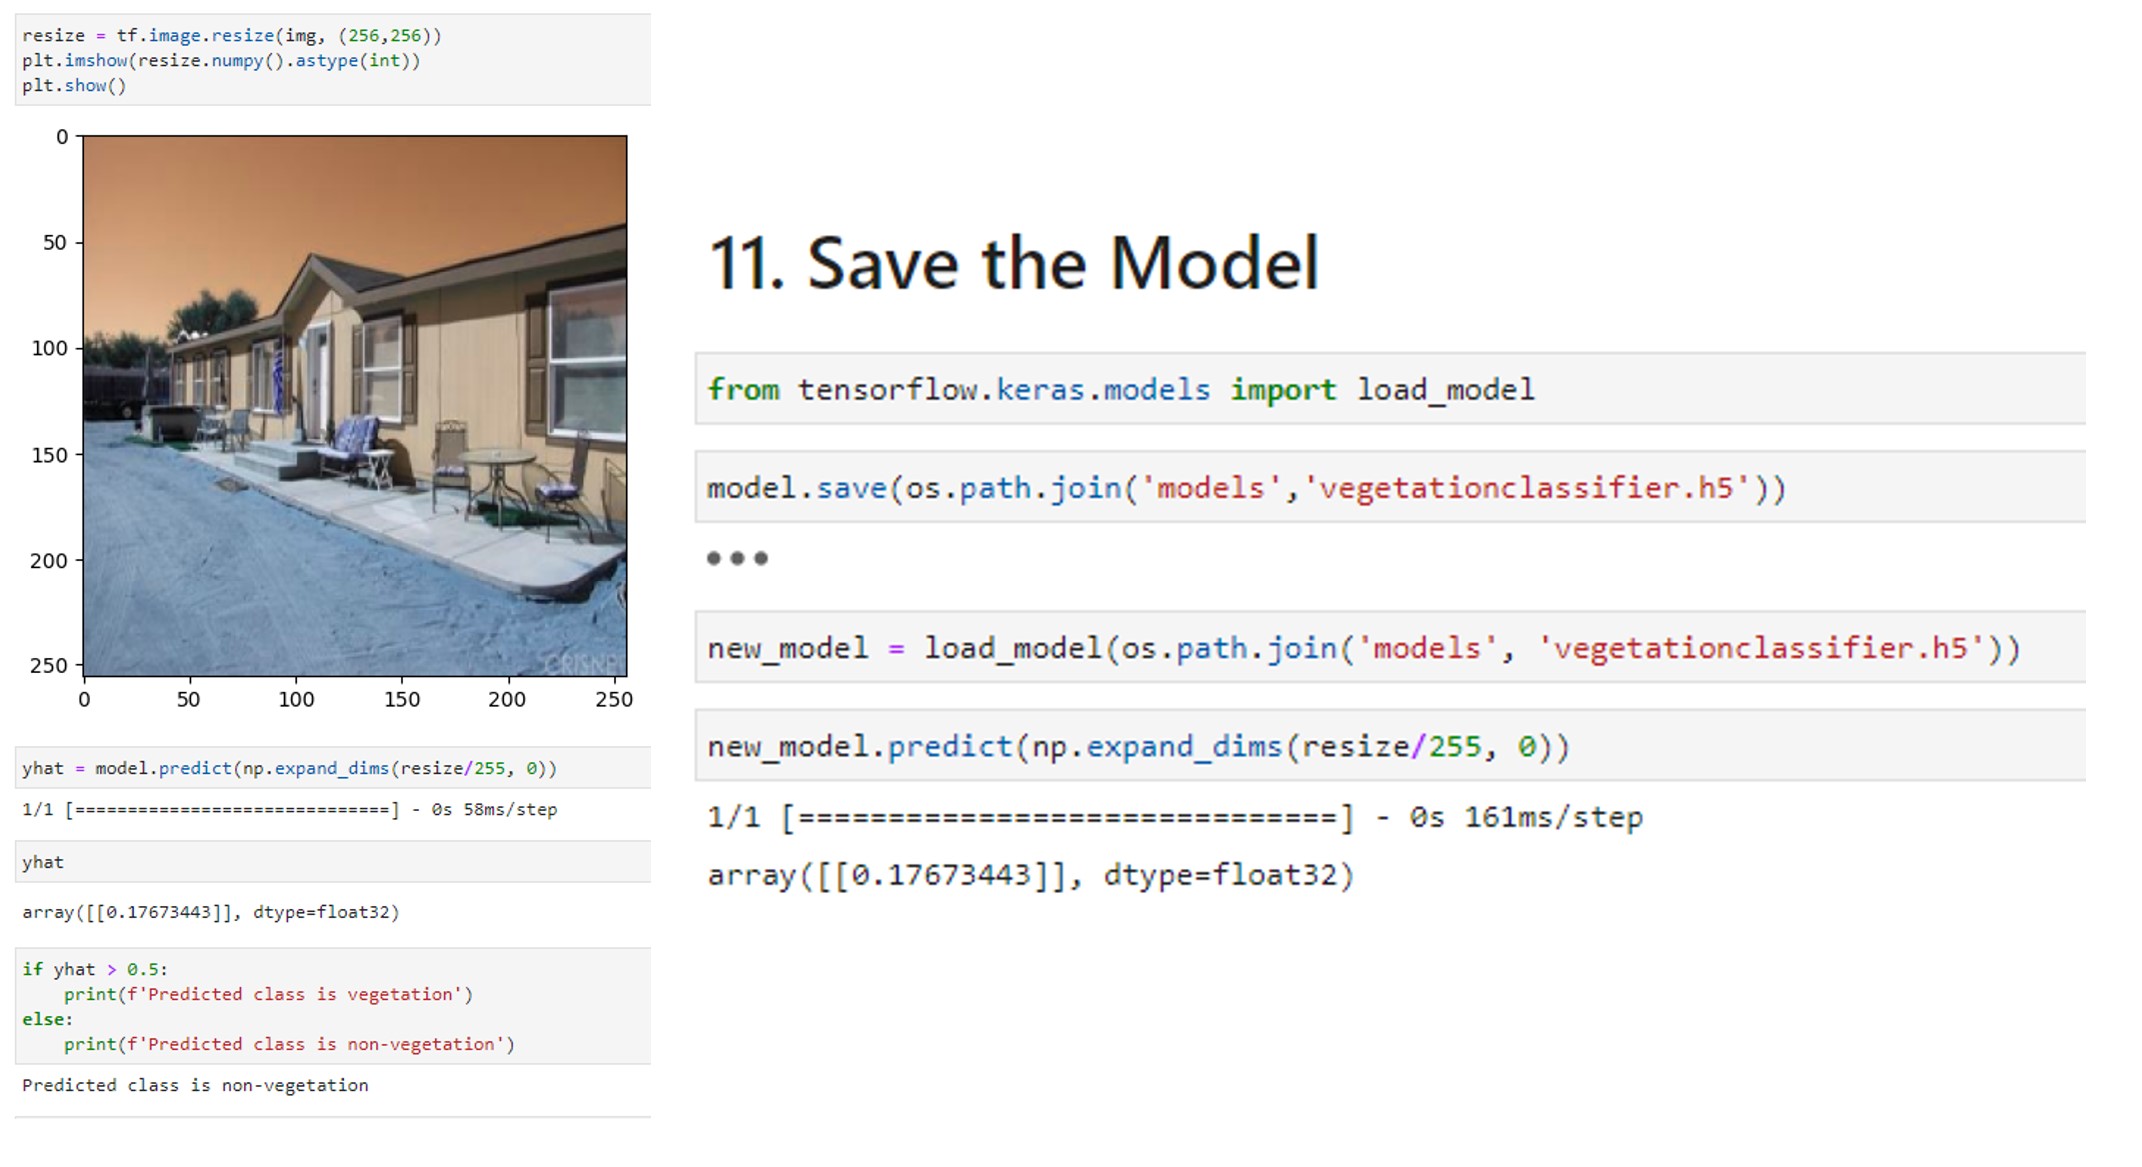 resize = tf.image.resize(img, (256,256))
plt.imshow(resize.numpy().astype(int))
plt.show()
0
50
100
150
200
250
0 50 100 150 200 250
yhat = model.predict(np.expand_dims(resize/255, 0))
1/1 [==============================] - 0s 58ms/step
yhat
array([[0.17673443]], dtype=float32)
if yhat > 0.5:
    print(f'Predicted class is vegetation')
else:
    print(f'Predicted class is non-vegetation')
Predicted class is non-vegetation
11. Save the Model
from tensorflow.keras.models import load_model
model.save(os.path.join('models','vegetationclassifier.h5'))
•••
new_model = load_model(os.path.join('models', 'vegetationclassifier.h5'))
new_model.predict(np.expand_dims(resize/255, 0))
1/1 [==============================] - 0s 161ms/step
array([[0.17673443]], dtype=float32)